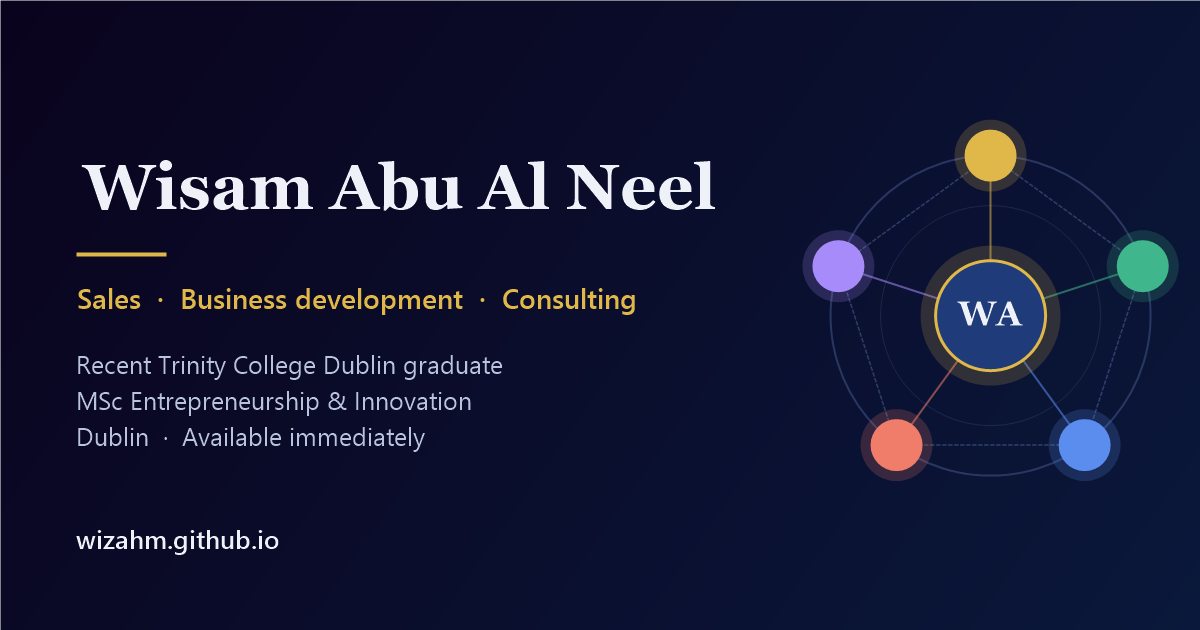 Wisam Abu Al Neel
Sales · Business development · Consulting
Recent Trinity College Dublin graduate
MSc Entrepreneurship & Innovation
Dublin · Available immediately
wizahm.github.io
WA